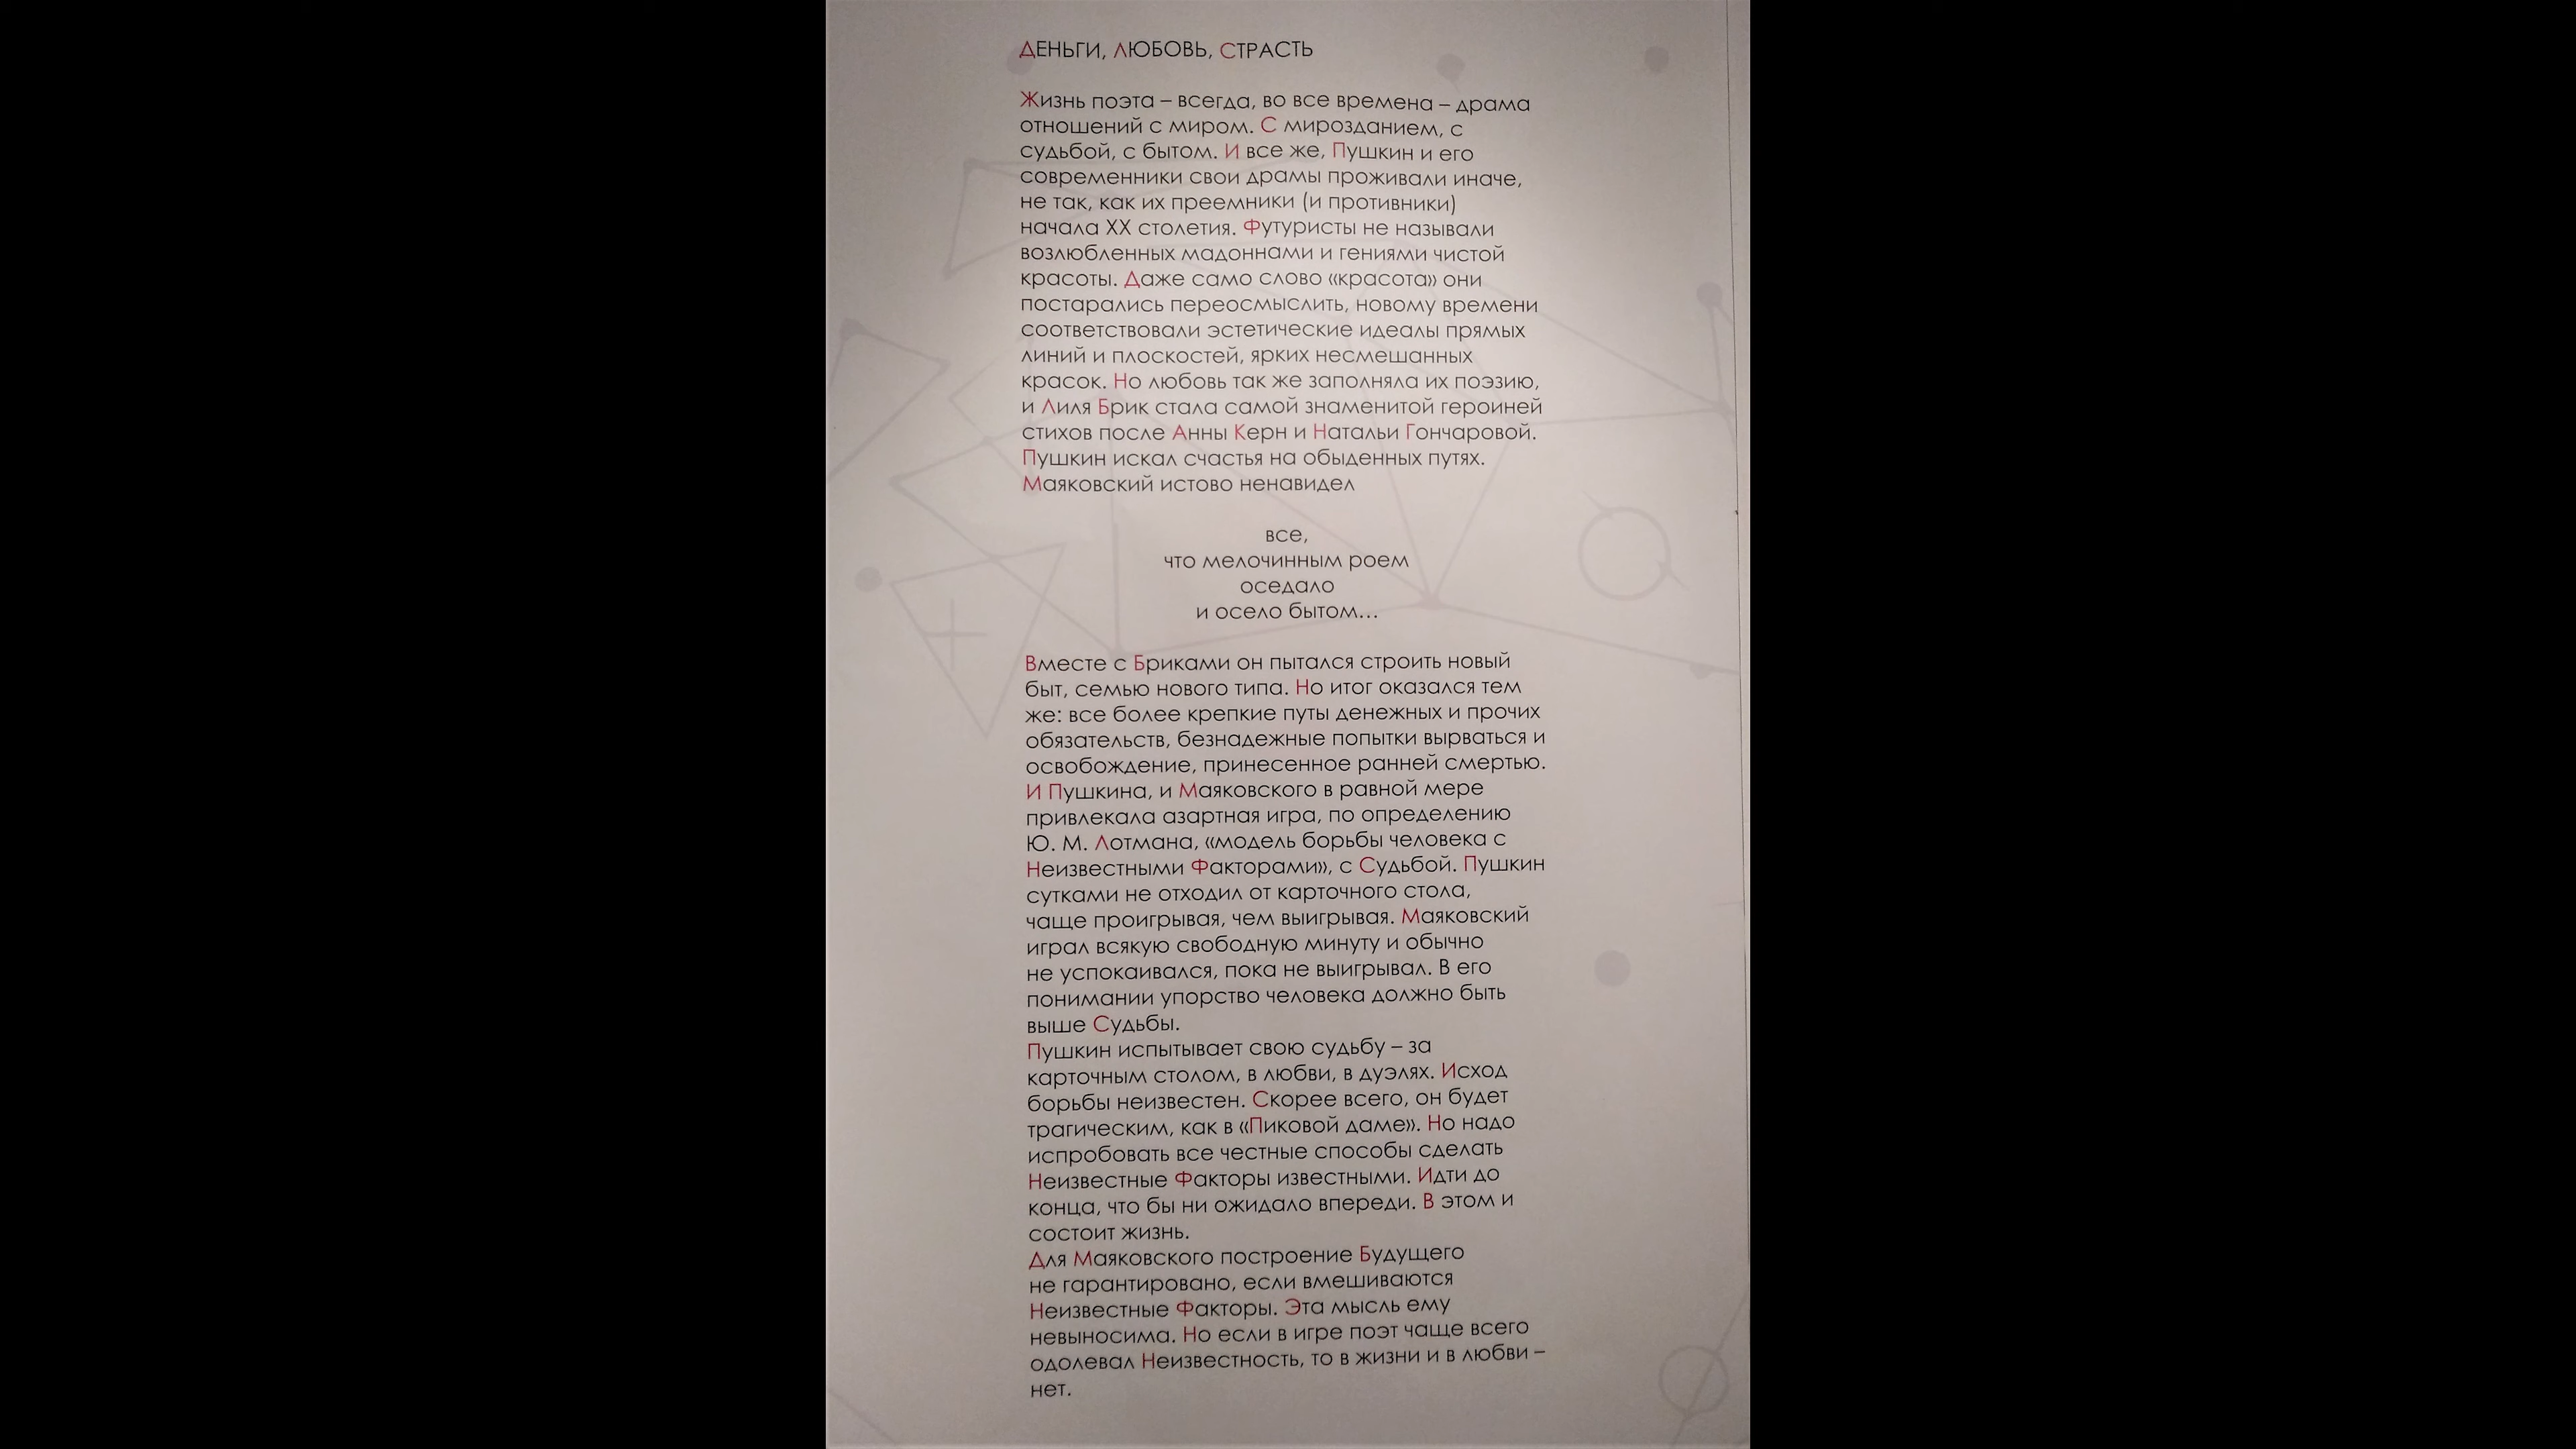 ДЕНЬГИ, ЛЮБОВЬ, СТРАСТЬ
Жизнь поэта – всегда, во все времена – драма
отношений с миром. С мирозданием, с
судьбой, с бытом. И все же, Пушкин и его
современники свои драмы проживали иначе,
не так, как их преемники (и противники)
начала XX столетия. Футуристы не называли
возлюбленных мадоннами и гениями чистой
красоты. Даже само слово «красота» они
постарались переосмыслить, новому времени
соответствовали эстетические идеалы прямых
линий и плоскостей, ярких несмешанных
красок. Но любовь так же заполняла их поэзию,
и Лиля Брик стала самой знаменитой героиней
стихов после Анны Керн и Натальи Гончаровой.
Пушкин искал счастья на обыденных путях.
Маяковский истово ненавидел
все,
что мелочинным роем
оседало
и осело бытом...
Вместе с Бриками он пытался строить новый
быт, семью нового типа. Но итог оказался тем
же: все более крепкие путы денежных и прочих
обязательств, безнадежные попытки вырваться и
освобождение, принесенное ранней смертью.
И Пушкина, и Маяковского в равной мере
привлекала азартная игра, по определению
Ю. М. Лотмана, «модель борьбы человека с
Неизвестными Факторами», с Судьбой. Пушкин
сутками не отходил от карточного стола,
чаще проигрывая, чем выигрывая. Маяковский
играл всякую свободную минуту и обычно
не успокаивался, пока не выигрывал. В его
понимании упорство человека должно быть
выше Судьбы.
Пушкин испытывает свою судьбу – за
карточным столом, в любви, в дуэлях. Исход
борьбы неизвестен. Скорее всего, он будет
трагическим, как в «Пиковой даме». Но надо
испробовать все честные способы сделать
Неизвестные Факторы известными. Идти до
конца, что бы ни ожидало впереди. В этом и
состоит жизнь.
Для Маяковского построение Будущего
не гарантировано, если вмешиваются
Неизвестные Факторы. Эта мысль ему
невыносима. Но если в игре поэт чаще всего
одолевал Неизвестность, то в жизни и в любви –
нет.